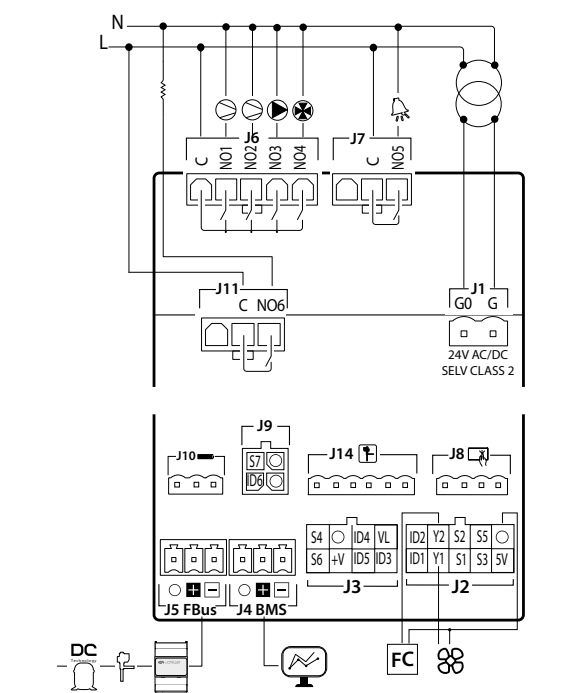 N
L
J6
J7
C NO1 NO2 NO3 NO4
C NO5
J11
C NO6
J1
G0 G
24V AC/DC
SELV CLASS 2
J9
J10
S7
ID6
J14
J8
S4 ID4 VL
S6 +V ID5 ID3
J3
ID2 Y2 S2 S5
ID1 Y1 S1 S3 5V
J2
J5 FBus
J4 BMS
DC
Technology
FC